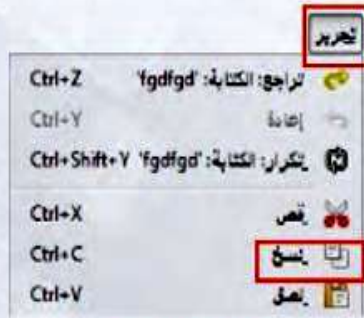 تحرير
تراجع: الكتابة: 'fgdfgd' Ctrl+Z
إعادة Ctrl+Y
تكرار: الكتابة: 'fgdfgd' Ctrl+Shift+Y
قص Ctrl+X
نسخ Ctrl+C
لصق Ctrl+V